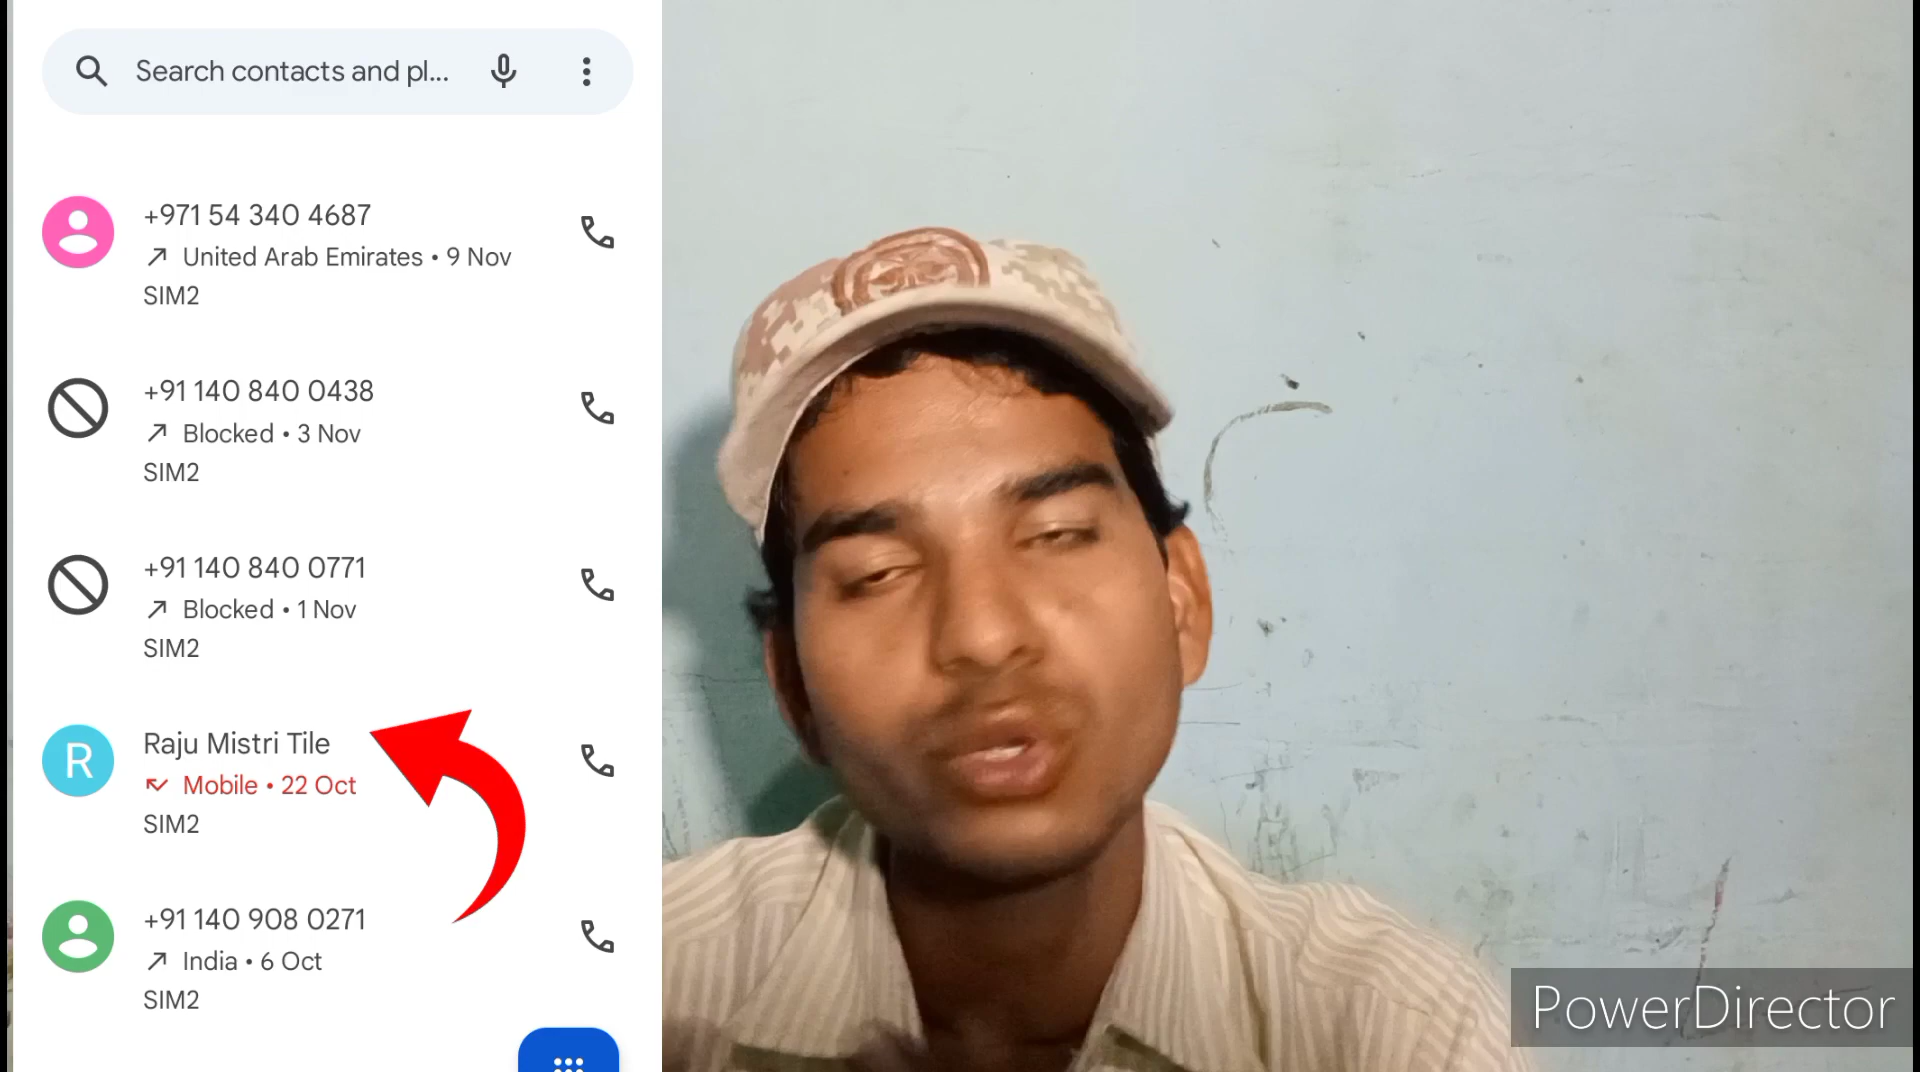 Search contacts and pl...
+971 54 340 4687
United Arab Emirates • 9 Nov
SIM2
+91 140 840 0438
Blocked • 3 Nov
SIM2
+91 140 840 0771
Blocked • 1 Nov
SIM2
R
Raju Mistri Tile
Mobile • 22 Oct
SIM2
+91 140 908 0271
India • 6 Oct
SIM2
PowerDirector